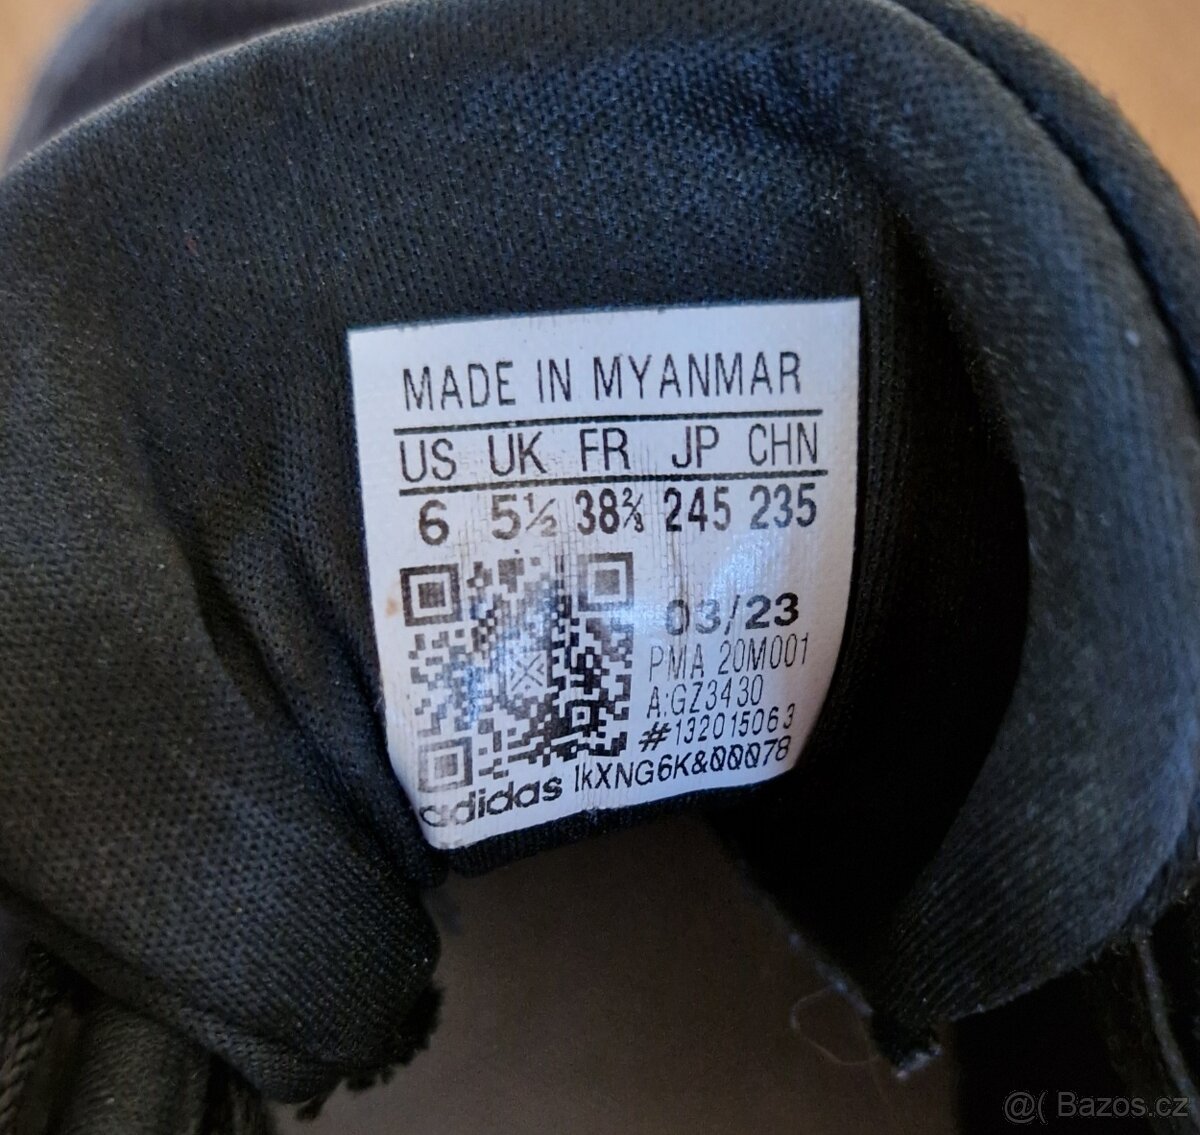 MADE IN MYANMAR
US UK FR JP CHN
6 5½ 38⅔ 245 235
03/23
PMA 20M001
A:GZ3430
#132015063
adidas IkXNG6K&00078
@( Bazos.cz